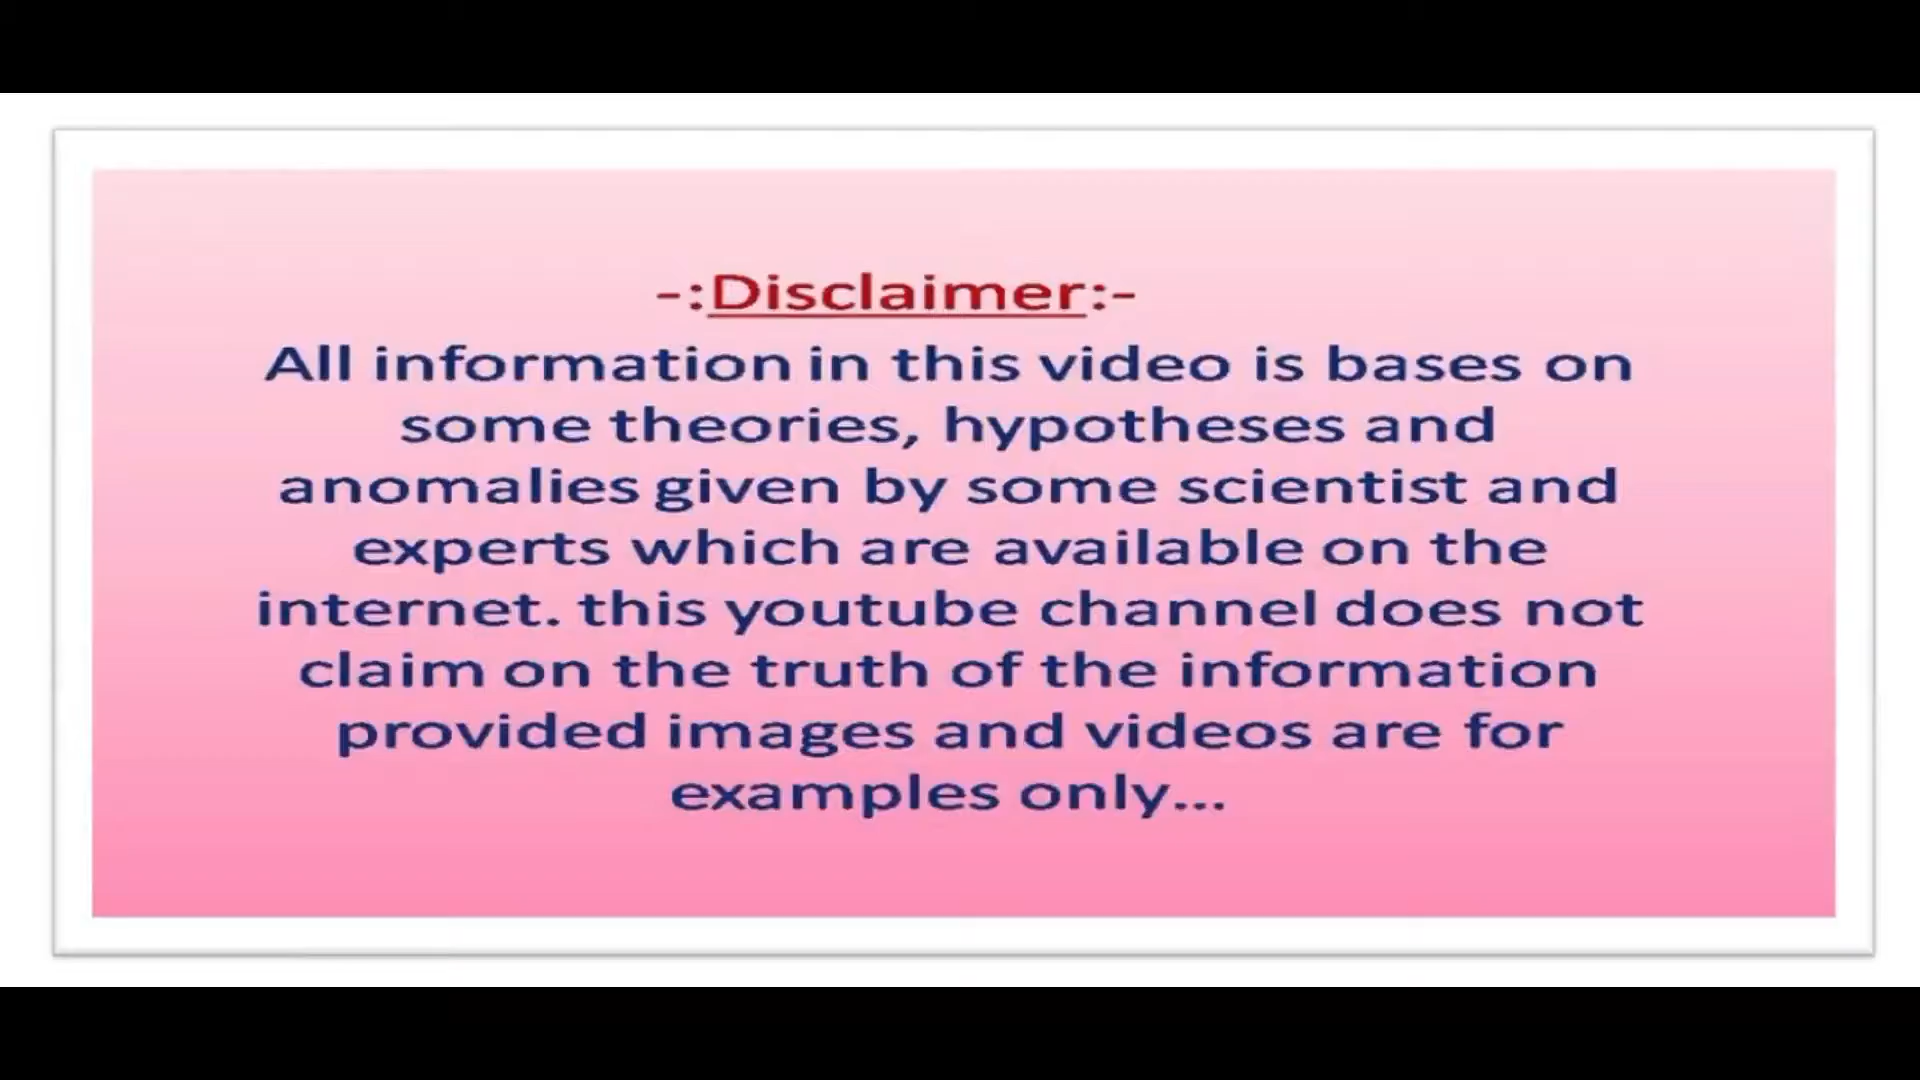 -:Disclaimer:-
All information in this video is bases on
some theories, hypotheses and
anomalies given by some scientist and
experts which are available on the
internet. this youtube channel does not
claim on the truth of the information
provided images and videos are for
examples only...